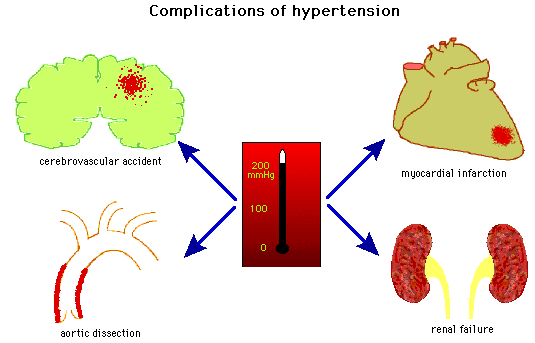 Complications of hypertension
cerebrovascular accident
myocardial infarction
200
mmHg
100
0
aortic dissection
renal failure